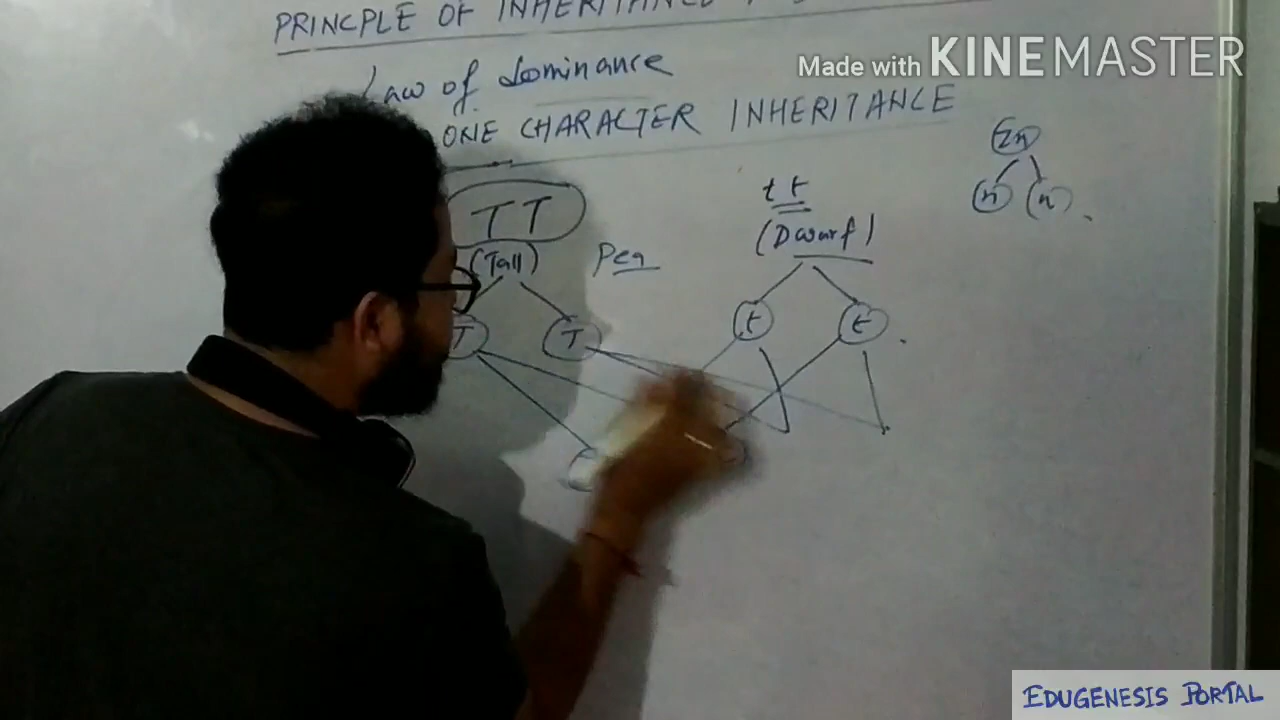 PRINCPLE OF INHERITANCE
Made with KINEMASTER
Law of dominance
ONE CHARACTER INHERITANCE
2n
n n
TT
t t
(Tall)
Pea
(Dwarf)
T T
t t
EDUGENESIS PORTAL